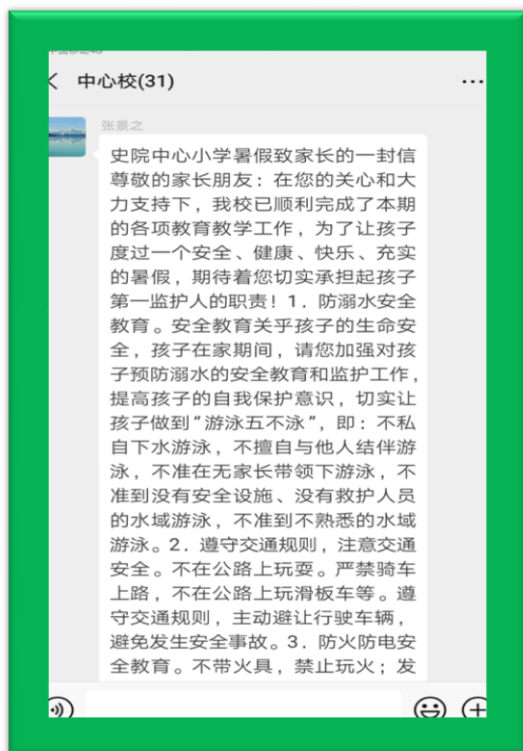 中心校(31)
张景之
史院中心小学暑假致家长的一封信
尊敬的家长朋友：在您的关心和大
力支持下，我校已顺利完成了本期
的各项教育教学工作，为了让孩子
度过一个安全、健康、快乐、充实
的暑假，期待着您切实承担起孩子
第一监护人的职责！1．防溺水安全
教育。安全教育关乎孩子的生命安
全，孩子在家期间，请您加强对孩
子预防溺水的安全教育和监护工作，
提高孩子的自我保护意识，切实让
孩子做到“游泳五不泳”，即：不私
自下水游泳，不擅自与他人结伴游
泳，不准在无家长带领下游泳，不
准到没有安全设施、没有救护人员
的水域游泳，不准到不熟悉的水域
游泳。2．遵守交通规则，注意交通
安全。不在公路上玩耍。严禁骑车
上路，不在公路上玩滑板车等。遵
守交通规则，主动避让行驶车辆，
避免发生安全事故。3．防火防电安
全教育。不带火具，禁止玩火；发